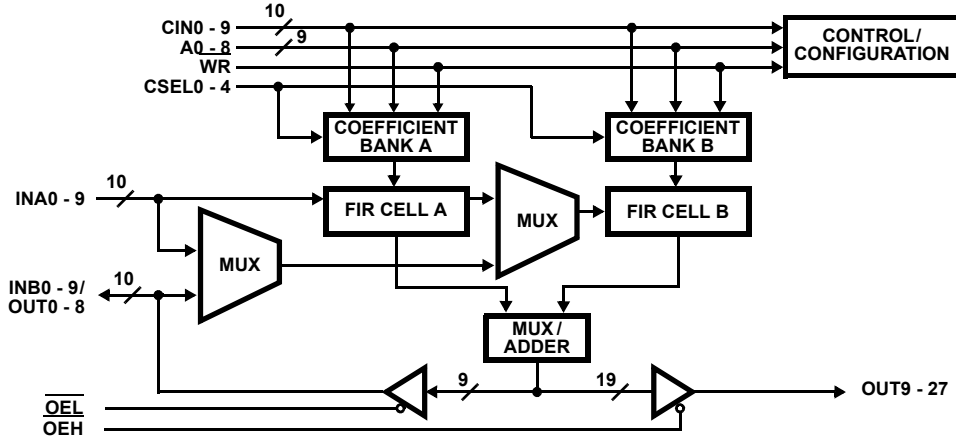 CIN0 - 9
10
A0 - 8
9
WR
CSEL0 - 4
CONTROL/
CONFIGURATION
COEFFICIENT
BANK A
COEFFICIENT
BANK B
INA0 - 9
10
FIR CELL A
MUX
FIR CELL B
MUX
INB0 - 9/
OUT0 - 8
10
MUX /
ADDER
9
19
OUT9 - 27
OEL
OEH